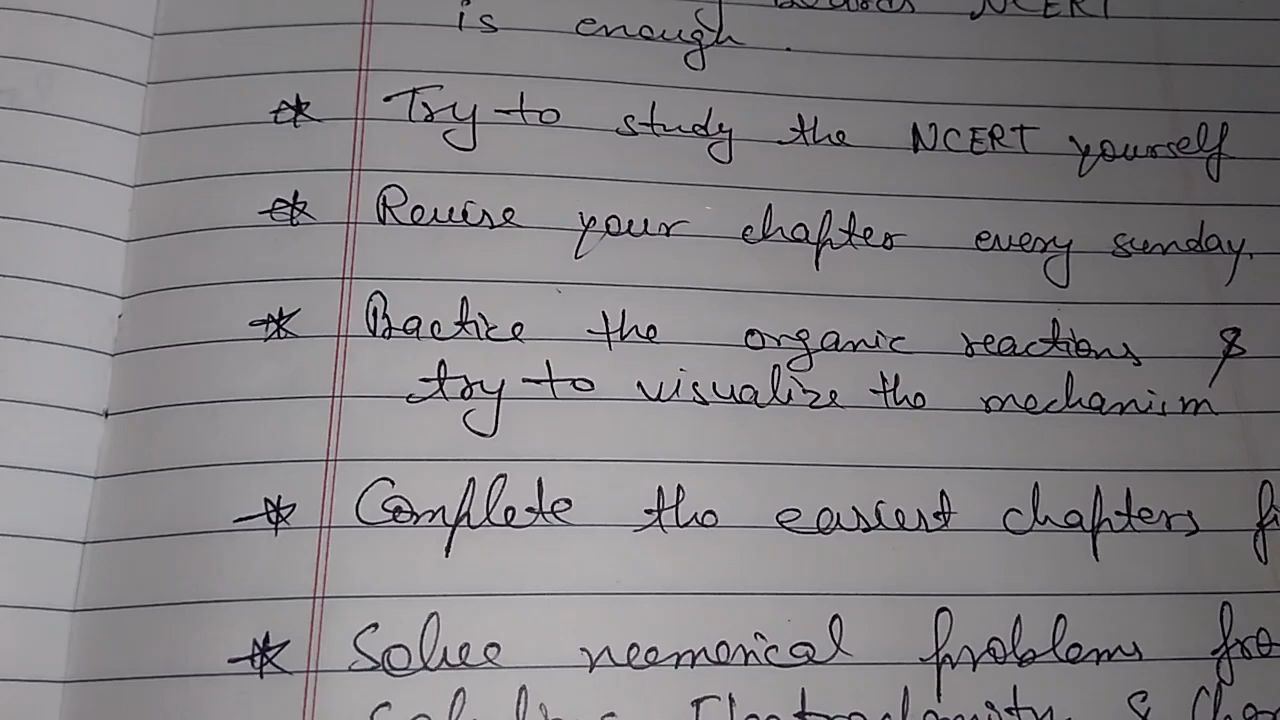 NCERT
is enough.
* Try to study the NCERT yourself
* Revise your chapter every sunday.
* Practice the organic reactions &
try to visualize the mechanism
* Complete the easiest chapters
* Solve numerical problems